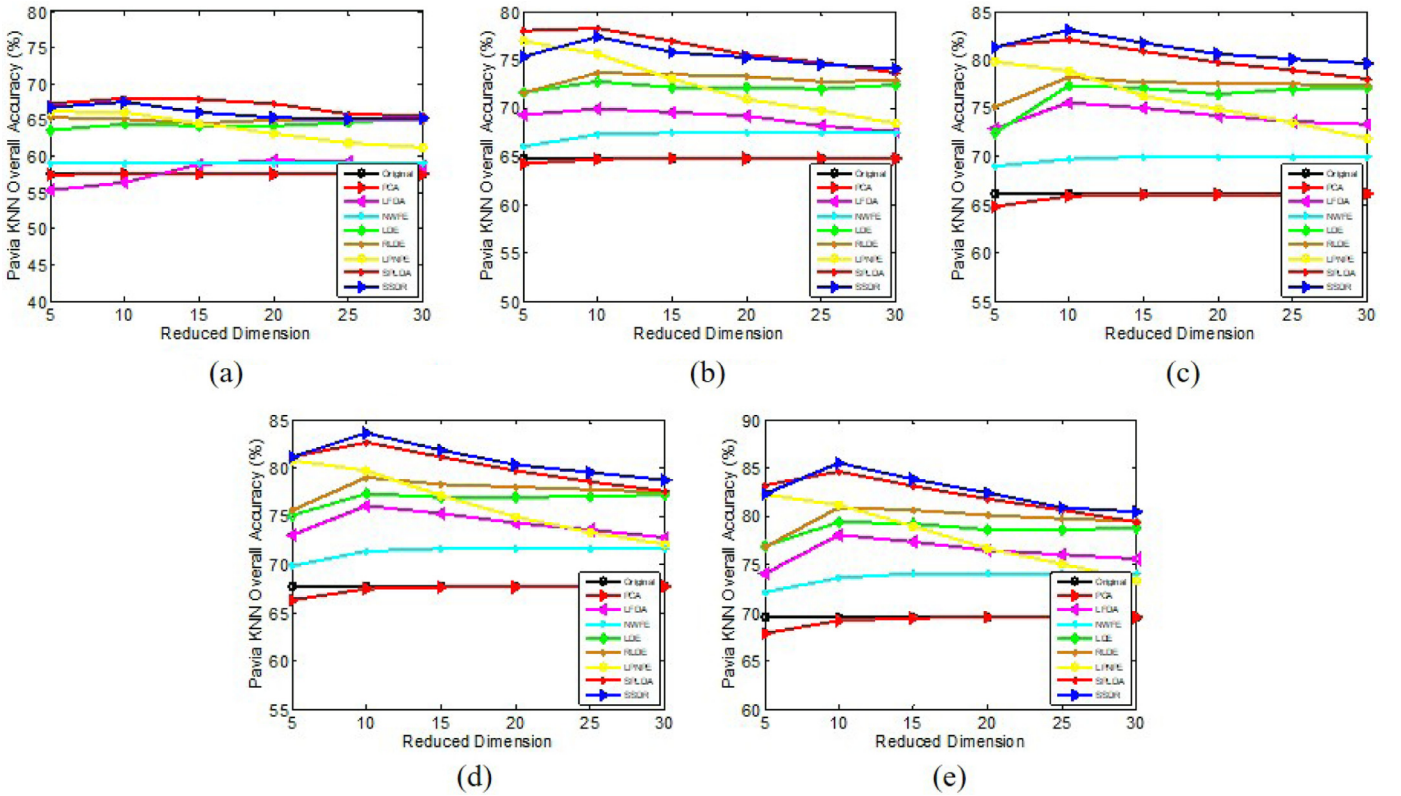 Pavia KNN Overall Accuracy (%)
80
75
70
65
60
55
50
45
40
5 10 15 20 25 30
Reduced Dimension
Original
PCA
LFDA
NWFE
LDE
RLDE
LPNPE
SPLDA
SSDR
(a)
Pavia KNN Overall Accuracy (%)
80
75
70
65
60
55
50
5 10 15 20 25 30
Reduced Dimension
Original
PCA
LFDA
NWFE
LDE
RLDE
LPNPE
SPLDA
SSDR
(b)
Pavia KNN Overall Accuracy (%)
85
80
75
70
65
60
55
5 10 15 20 25 30
Reduced Dimension
Original
PCA
LFDA
NWFE
LDE
RLDE
LPNPE
SPLDA
SSDR
(c)
Pavia KNN Overall Accuracy (%)
85
80
75
70
65
60
55
5 10 15 20 25 30
Reduced Dimension
Original
PCA
LFDA
NWFE
LDE
RLDE
LPNPE
SPLDA
SSDR
(d)
Pavia KNN Overall Accuracy (%)
90
85
80
75
70
65
60
5 10 15 20 25 30
Reduced Dimension
Original
PCA
LFDA
NWFE
LDE
RLDE
LPNPE
SPLDA
SSDR
(e)